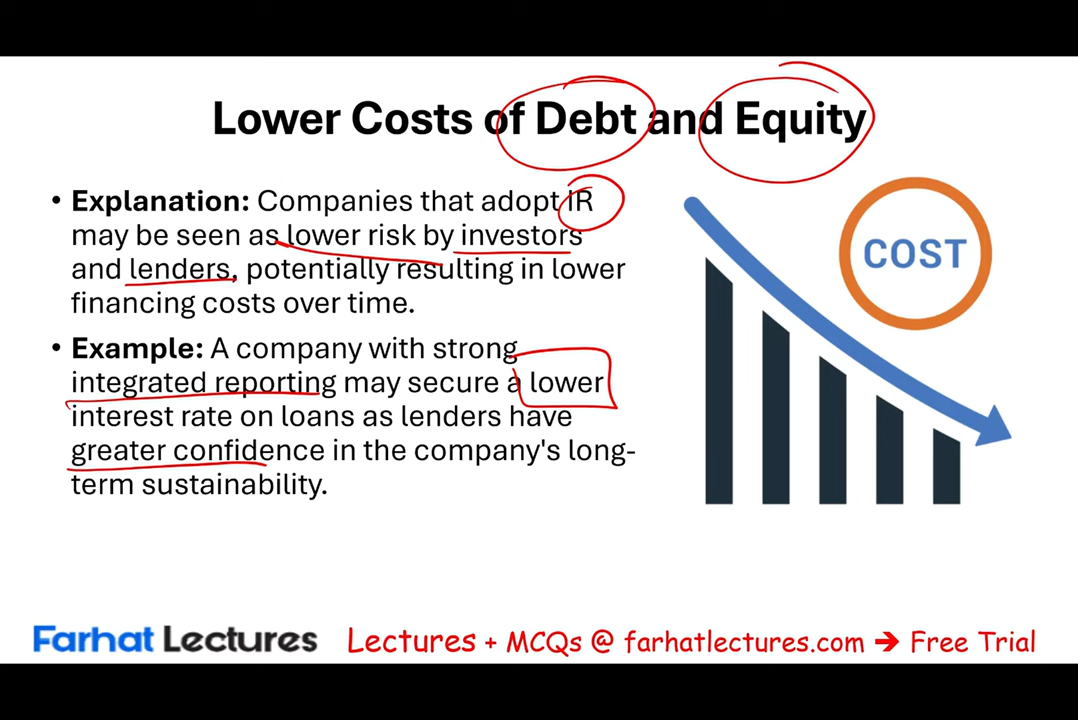 Lower Costs of Debt and Equity
• Explanation: Companies that adopt IR
may be seen as lower risk by investors
and lenders, potentially resulting in lower
financing costs over time.
• Example: A company with strong
integrated reporting may secure a lower
interest rate on loans as lenders have
greater confidence in the company's long-
term sustainability.
COST
Farhat Lectures Lectures + MCQs @ farhatlectures.com → Free Trial